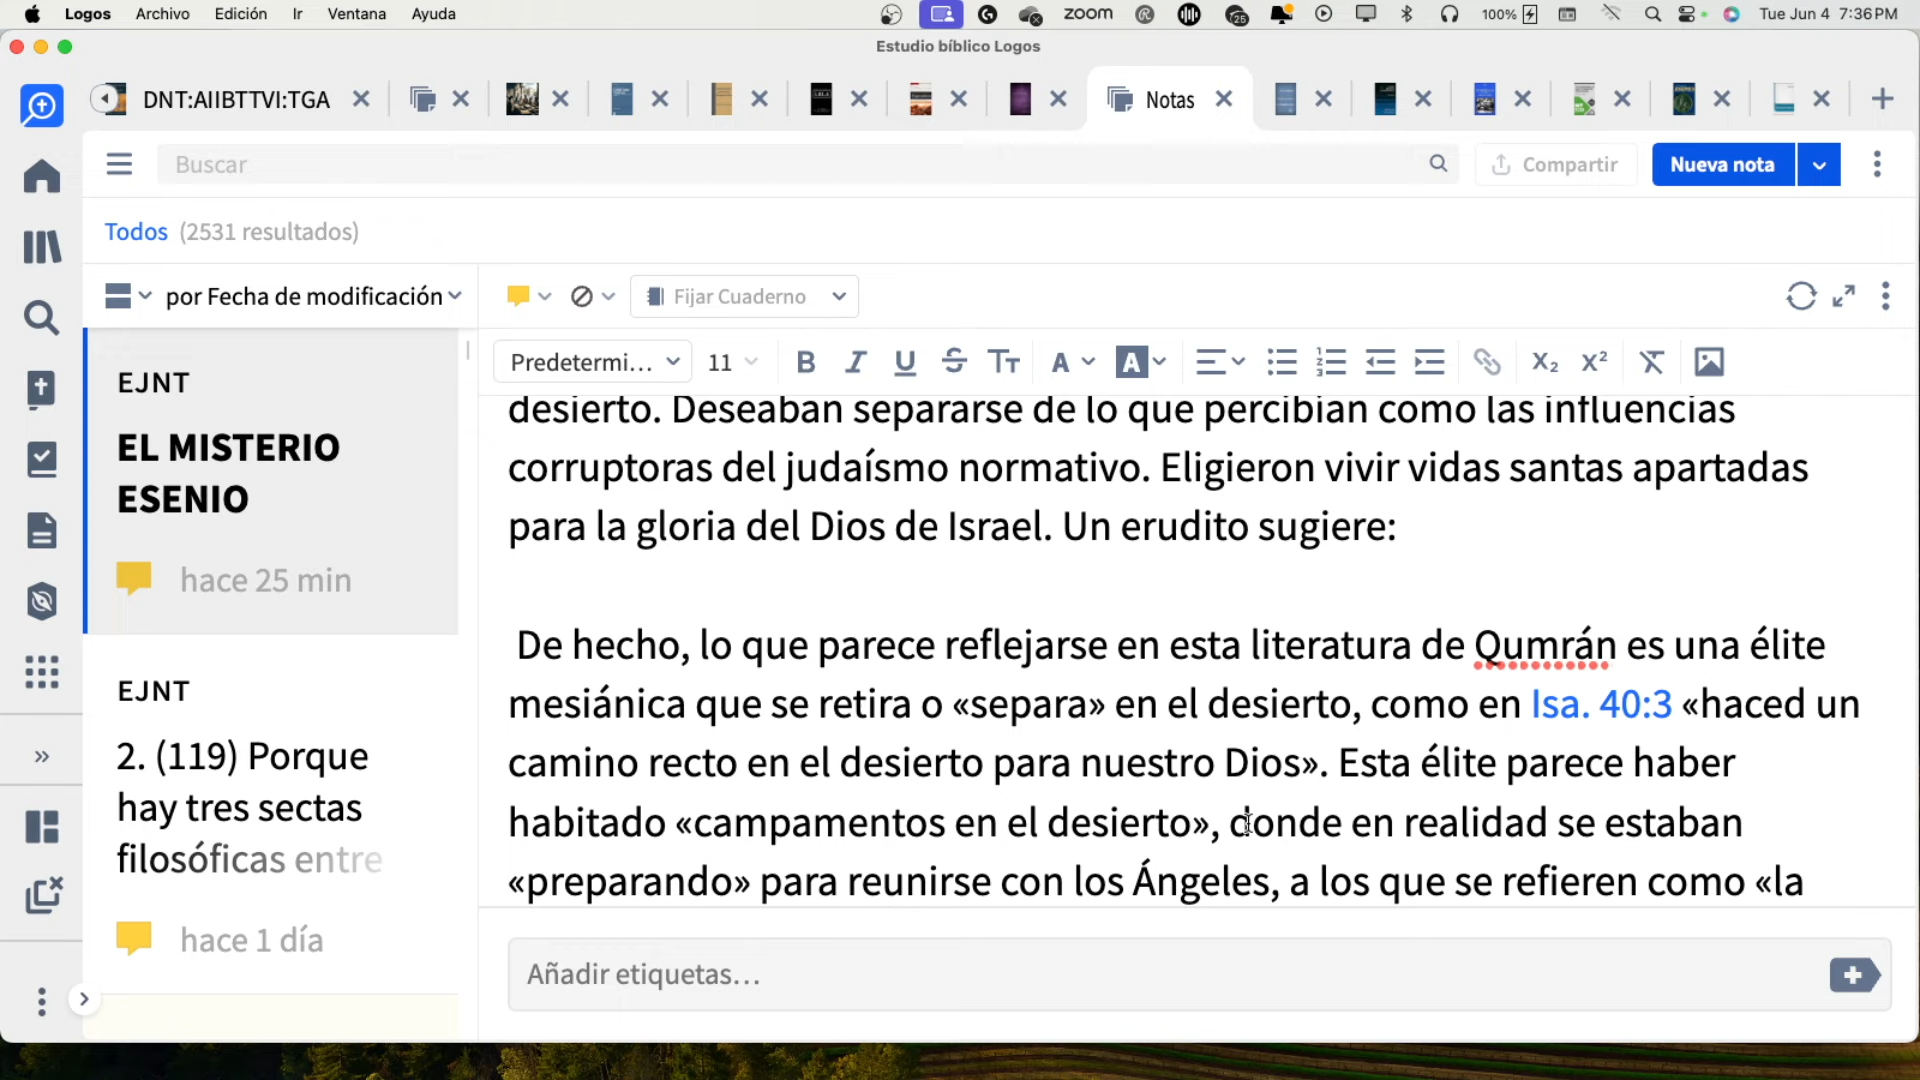 Logos Archivo Edición Ir Ventana Ayuda zoom 25 100% Tue Jun 4 7:36 PM
Estudio bíblico Logos
DNT:AIIBTTVI:TGA Notas
Buscar Compartir Nueva nota
Todos (2531 resultados)
por Fecha de modificación Fijar Cuaderno
Predetermi... 11 B I U S TT A A X₂ X²
EJNT
EL MISTERIO
ESENIO
hace 25 min
EJNT
2. (119) Porque
hay tres sectas
filosóficas entre
hace 1 día
desierto. Deseaban separarse de lo que percibían como las influencias
corruptoras del judaísmo normativo. Eligieron vivir vidas santas apartadas
para la gloria del Dios de Israel. Un erudito sugiere:
De hecho, lo que parece reflejarse en esta literatura de Qumrán es una élite
mesiánica que se retira o «separa» en el desierto, como en Isa. 40:3 «haced un
camino recto en el desierto para nuestro Dios». Esta élite parece haber
habitado «campamentos en el desierto», donde en realidad se estaban
«preparando» para reunirse con los Ángeles, a los que se refieren como «la
Añadir etiquetas...